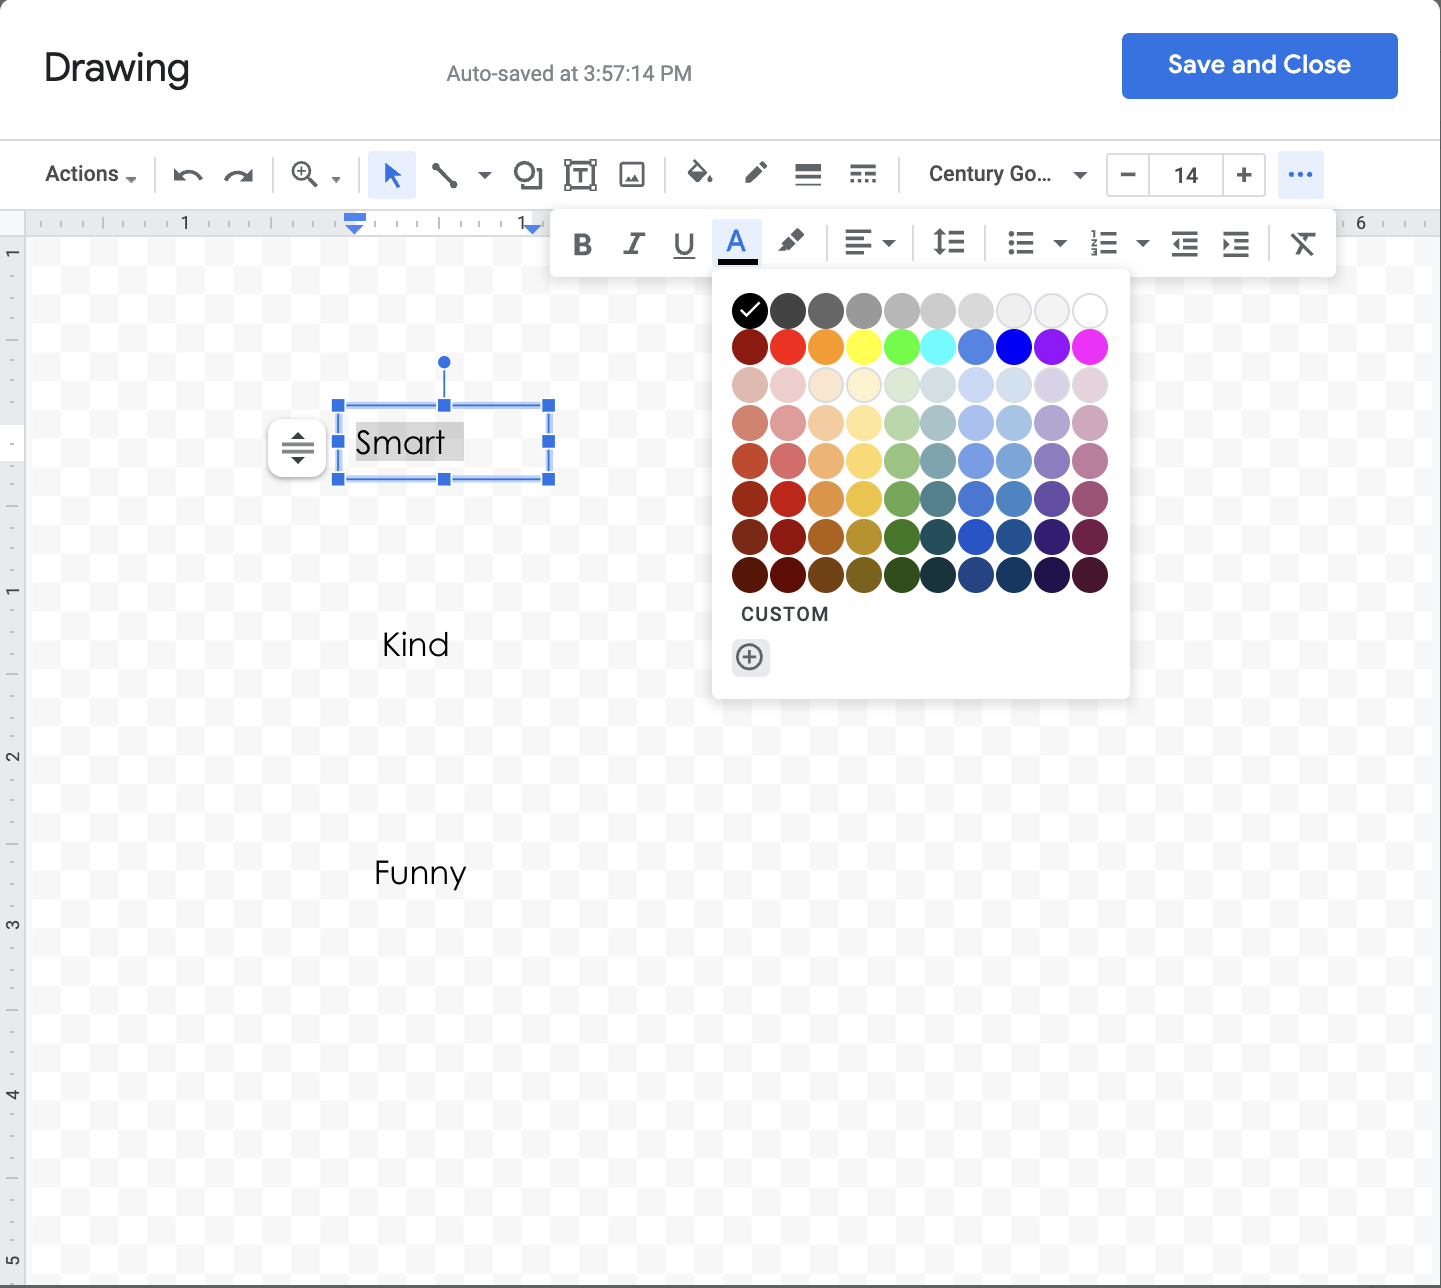 Drawing
Auto-saved at 3:57:14 PM
Save and Close
Actions
Century Go...
14
1
1
6
B I U A
1
Smart
CUSTOM
1
Kind
2
Funny
3
4
5